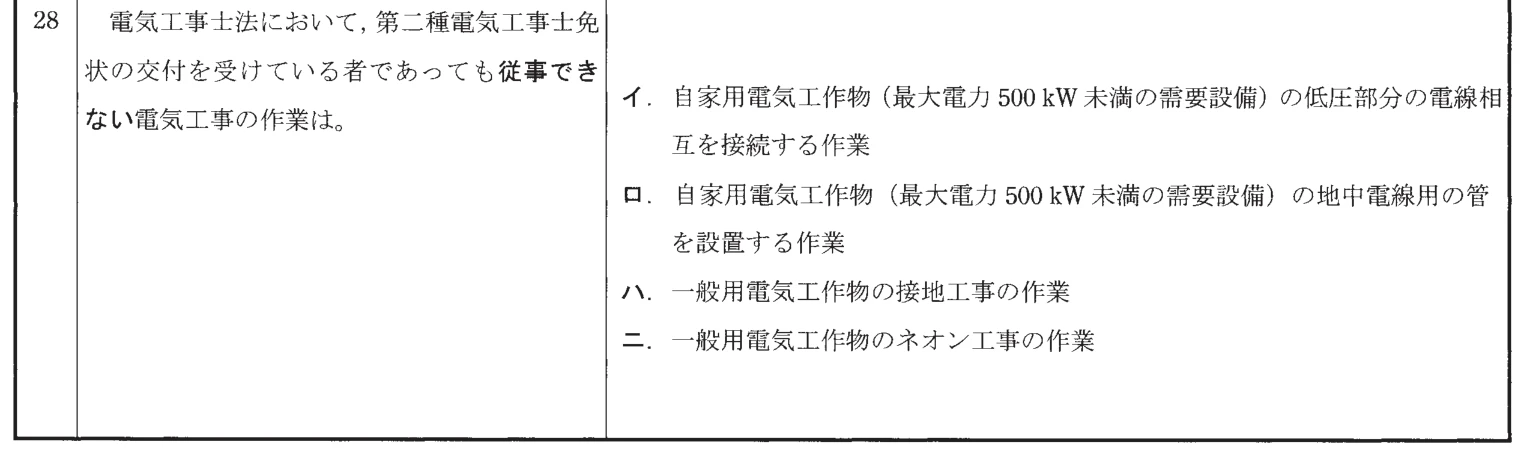 28
電気工事士法において, 第二種電気工事士免
状の交付を受けている者であっても従事でき
ない電気工事の作業は。
イ． 自家用電気工作物（最大電力 500 kW 未満の需要設備）の低圧部分の電線相
互を接続する作業
ロ． 自家用電気工作物（最大電力 500 kW 未満の需要設備）の地中電線用の管
を設置する作業
ハ． 一般用電気工作物の接地工事の作業
ニ． 一般用電気工作物のネオン工事の作業